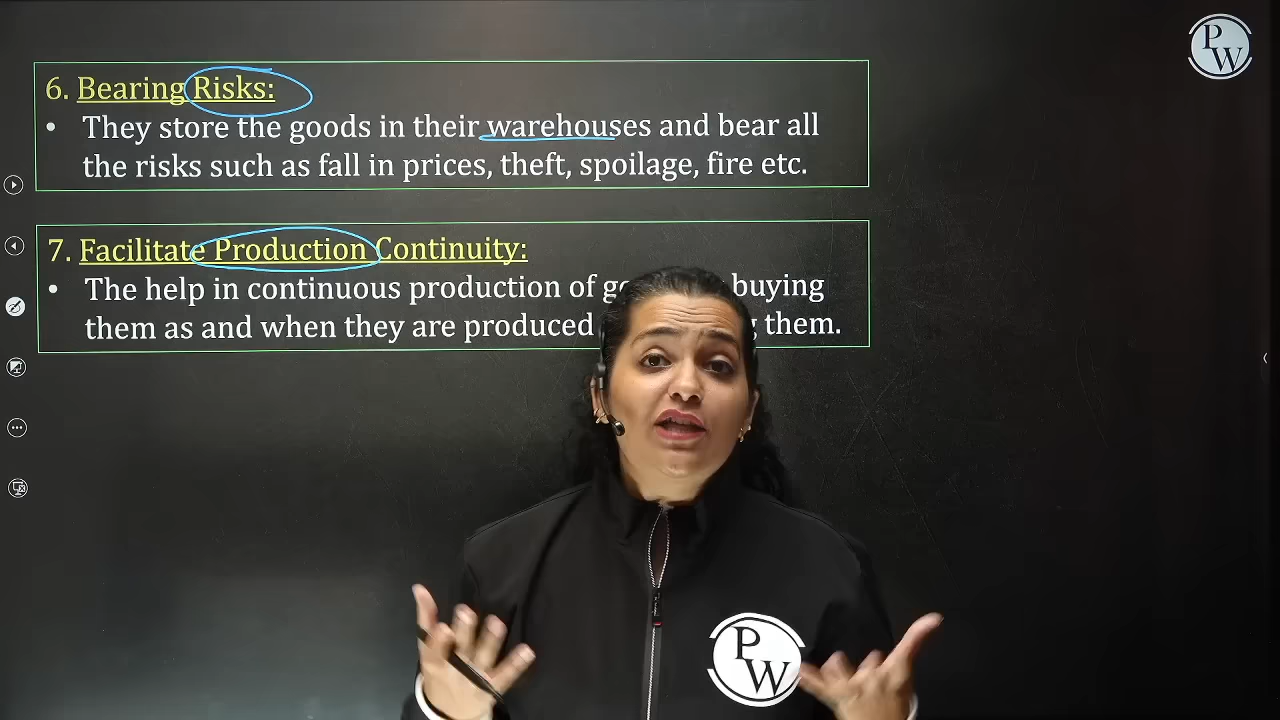 PW
6. Bearing Risks:
• They store the goods in their warehouses and bear all
the risks such as fall in prices, theft, spoilage, fire etc.
7. Facilitate Production Continuity:
• The help in continuous production of buying
them as and when they are produced them.
PW